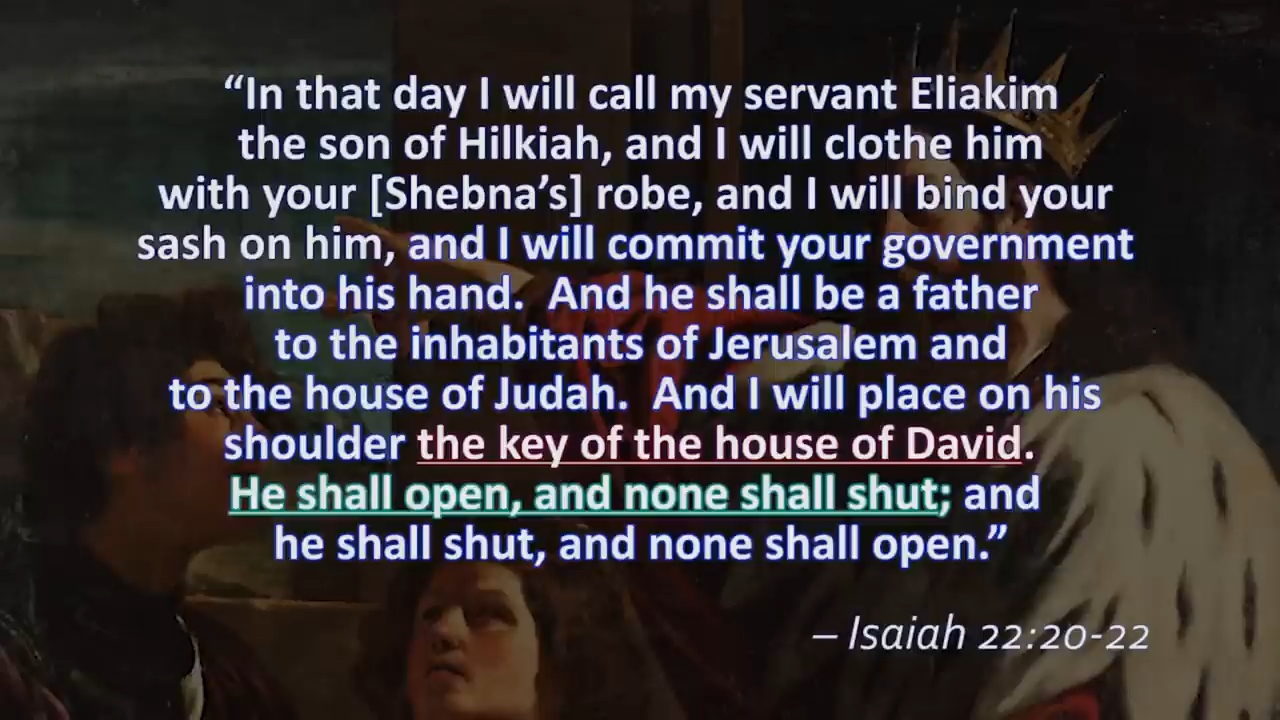 “In that day I will call my servant Eliakim
the son of Hilkiah, and I will clothe him
with your [Shebna’s] robe, and I will bind your
sash on him, and I will commit your government
into his hand.  And he shall be a father
to the inhabitants of Jerusalem and
to the house of Judah.  And I will place on his
shoulder the key of the house of David.
He shall open, and none shall shut; and
he shall shut, and none shall open.”
– Isaiah 22:20-22